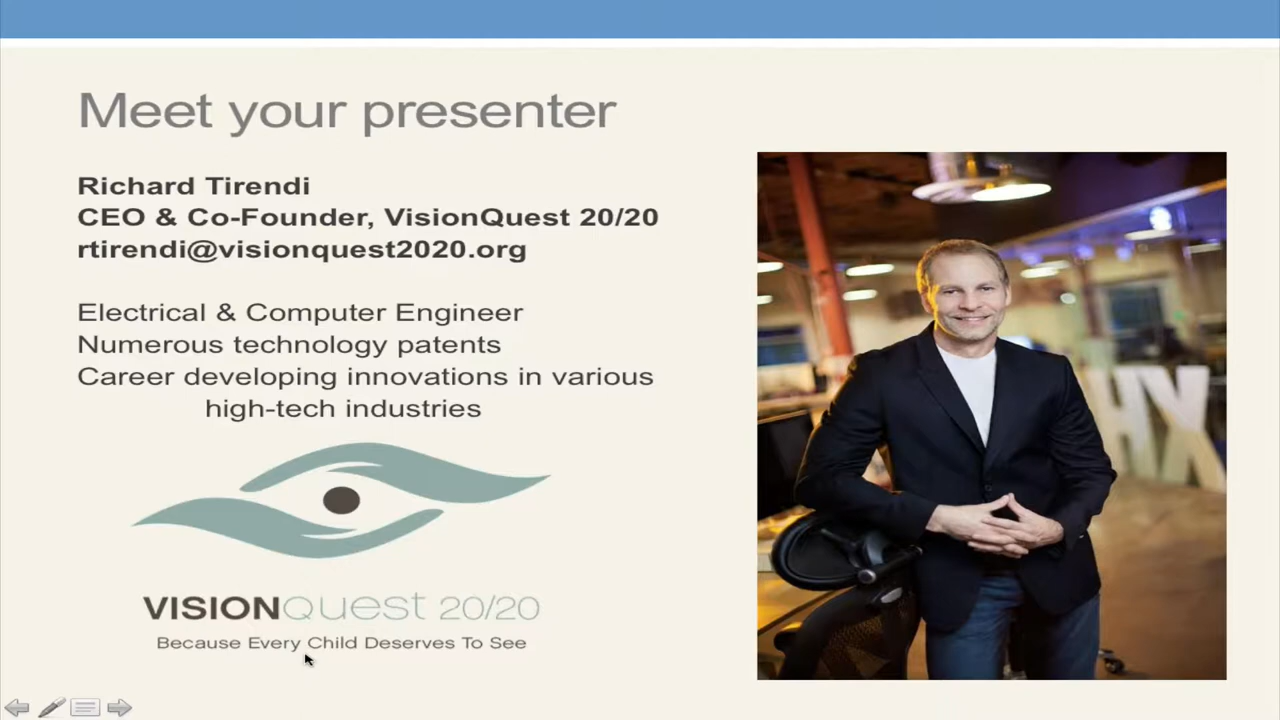 Meet your presenter
Richard Tirendi
CEO & Co-Founder, VisionQuest 20/20
rtirendi@visionquest2020.org
Electrical & Computer Engineer
Numerous technology patents
Career developing innovations in various
high-tech industries
VISIONQuest 20/20
Because Every Child Deserves To See
HX